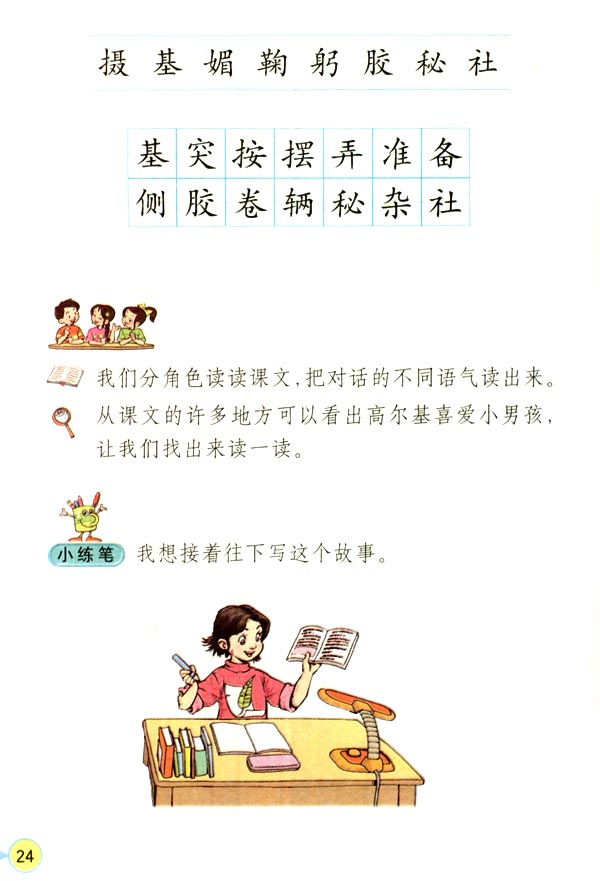 摄 基 媚 鞠 躬 胶 秘 社
基 突 按 摆 弄 准 备
侧 胶 卷 辆 秘 杂 社
我们分角色读读课文，把对话的不同语气读出来。
从课文的许多地方可以看出高尔基喜爱小男孩，
让我们找出来读一读。
小练笔 我想接着往下写这个故事。
24